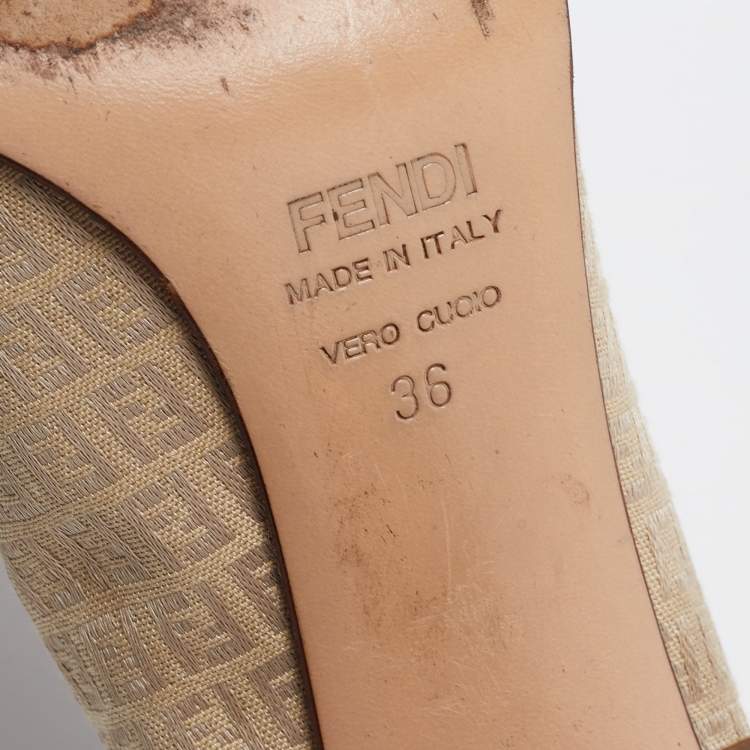 FENDI
MADE IN ITALY
VERO CUOIO
36